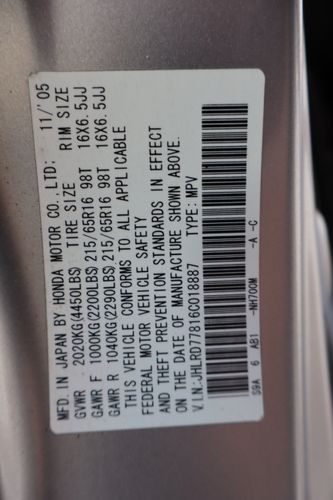 MFD. IN JAPAN BY HONDA MOTOR CO., LTD: 11/'05
GVWR 2020KG(4450LBS) TIRE SIZE RIM SIZE
GAWR F 1000KG(2200LBS) 215/65R16 98T 16X6.5JJ
GAWR R 1040KG(2290LBS) 215/65R16 98T 16X6.5JJ
THIS VEHICLE CONFORMS TO ALL APPLICABLE
FEDERAL MOTOR VEHICLE SAFETY
AND THEFT PREVENTION STANDARDS IN EFFECT
ON THE DATE OF MANUFACTURE SHOWN ABOVE.
V.I.N.:JHLRD77816C018887 TYPE: MPV
S9A 6 AB1 -NH700M -A -C